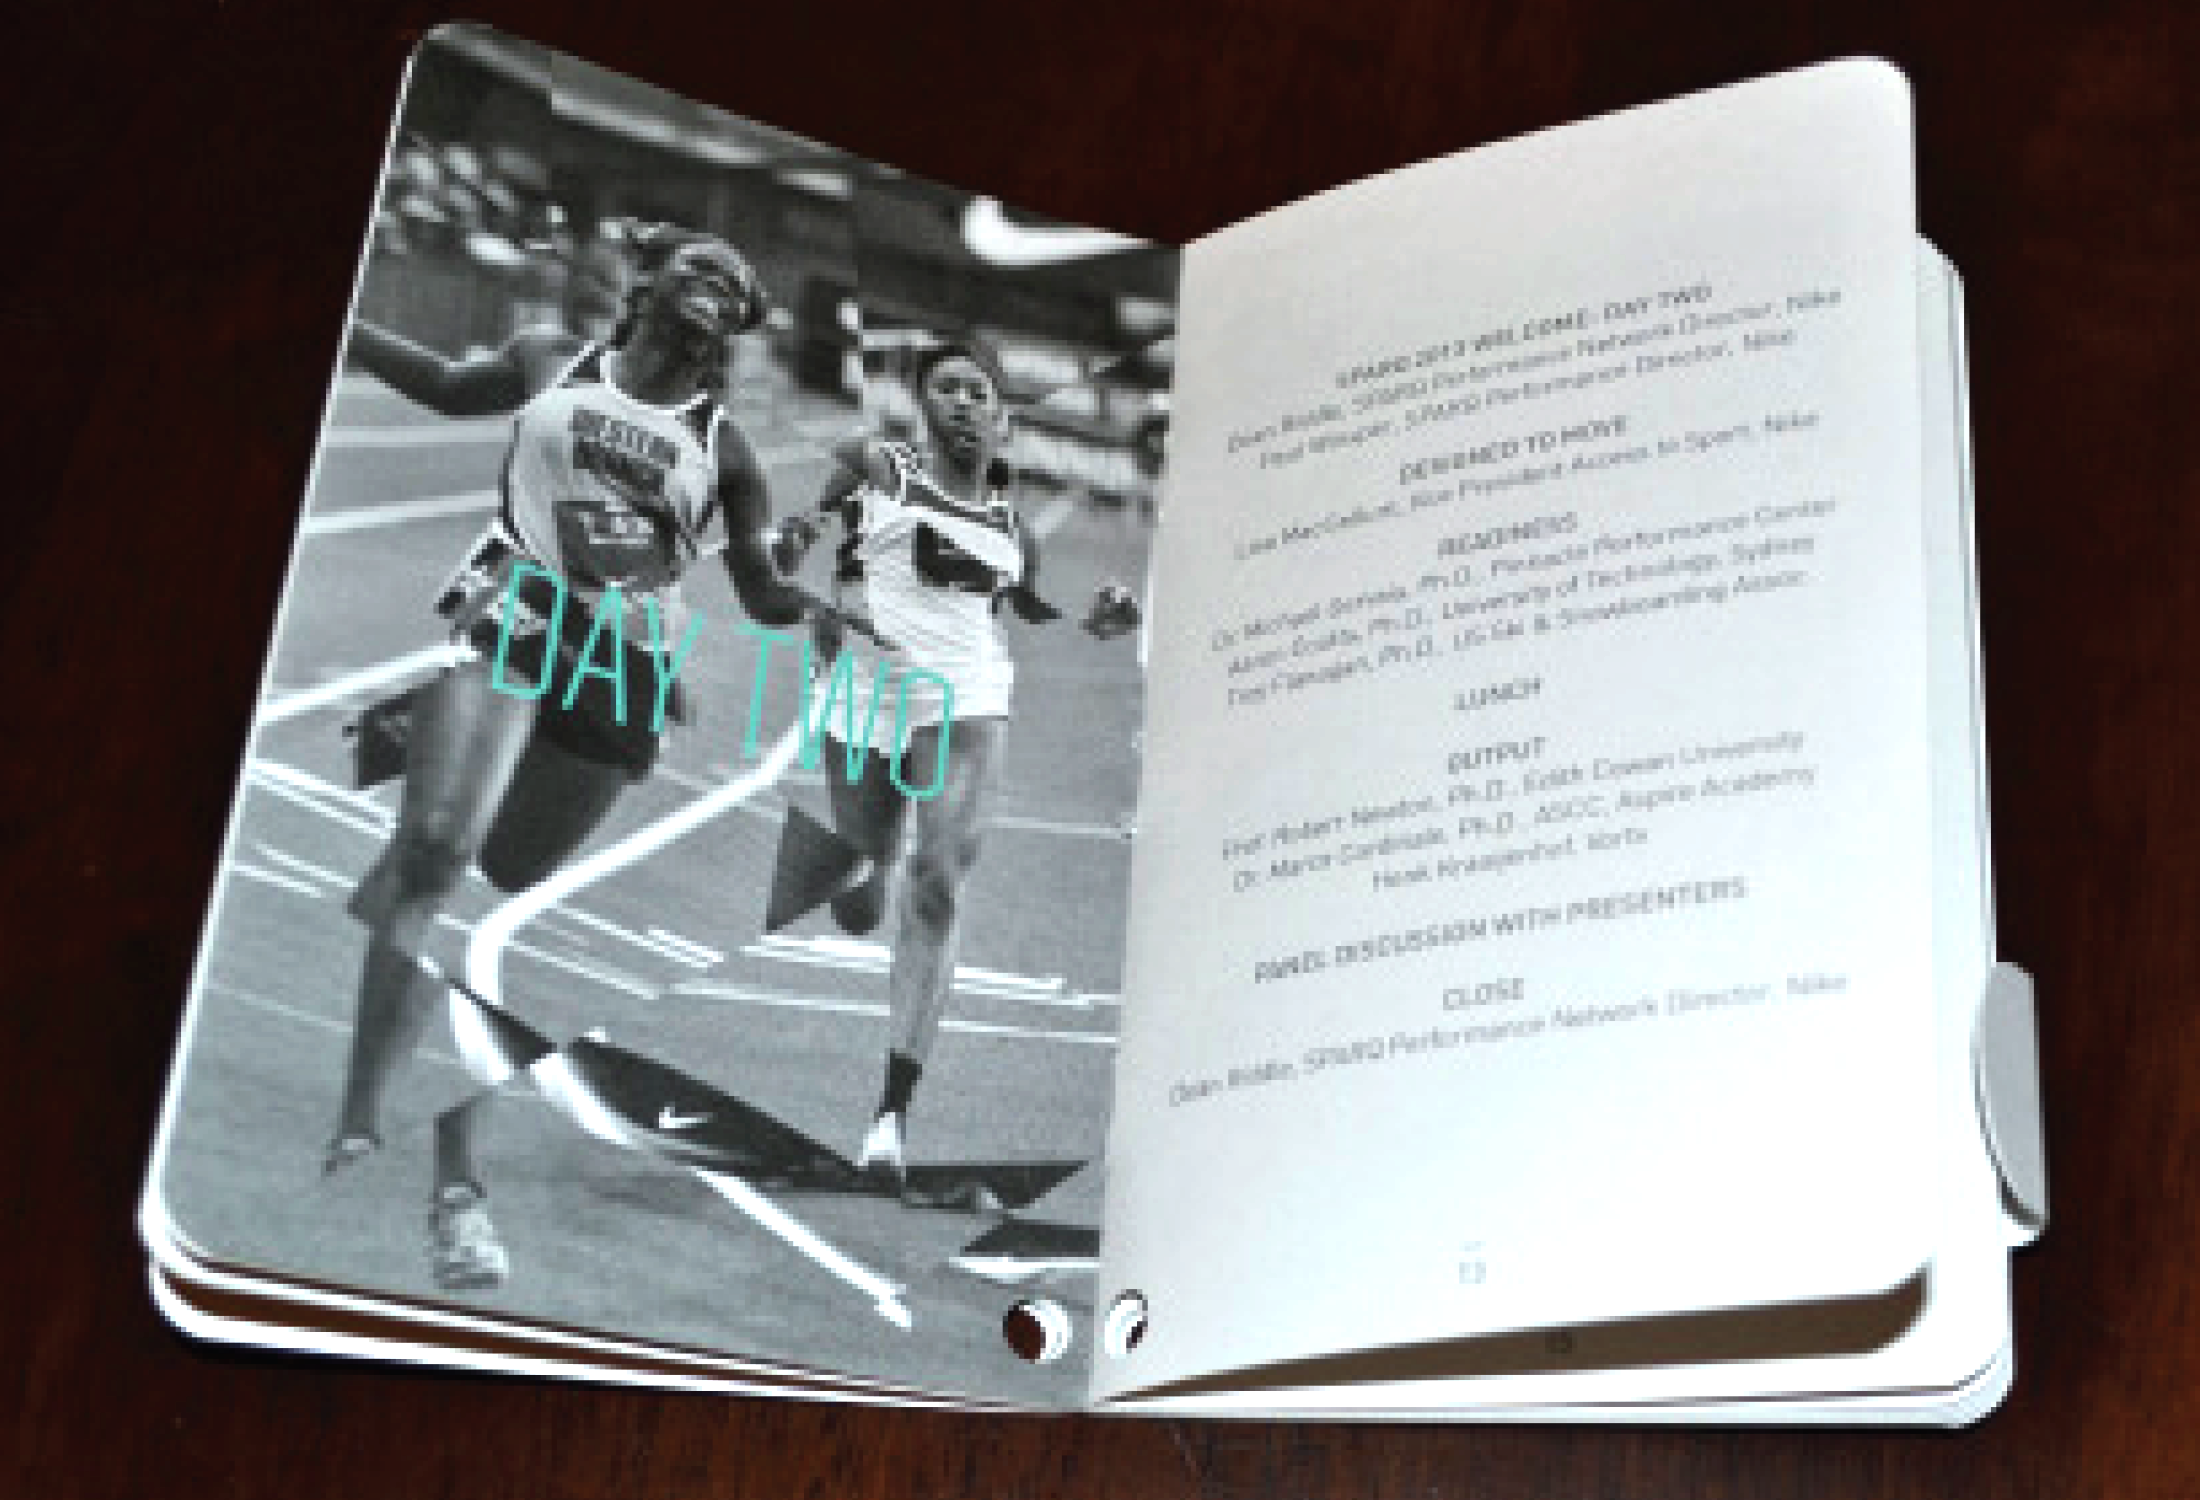 DAY TWO
SPARQ 2013 WELCOME: DAY TWO
Dean Riddle, SPARQ Performance Network Director, Nike
Paul Winsper, SPARQ Performance Director, Nike
DESIGNED TO MOVE
Lisa MacCallum, Vice President Access to Sport, Nike
READINESS
Dr. Michael Ph.D., Pinnacle Performance Center
Aaron Coutts, Ph.D., University of Technology, Sydney
Troy Flanagan, Ph.D., US Ski & Snowboarding Assoc.
LUNCH
OUTPUT
Prof Robert Newton, Ph.D., Edith Cowan University
Dr. Marco Cardinale, Ph.D., ASCC, Aspire Academy
Henk Kraaijenhof, Vortx
PANEL DISCUSSION WITH PRESENTERS
CLOSE
Dean Riddle, SPARQ Performance Network Director, Nike
13